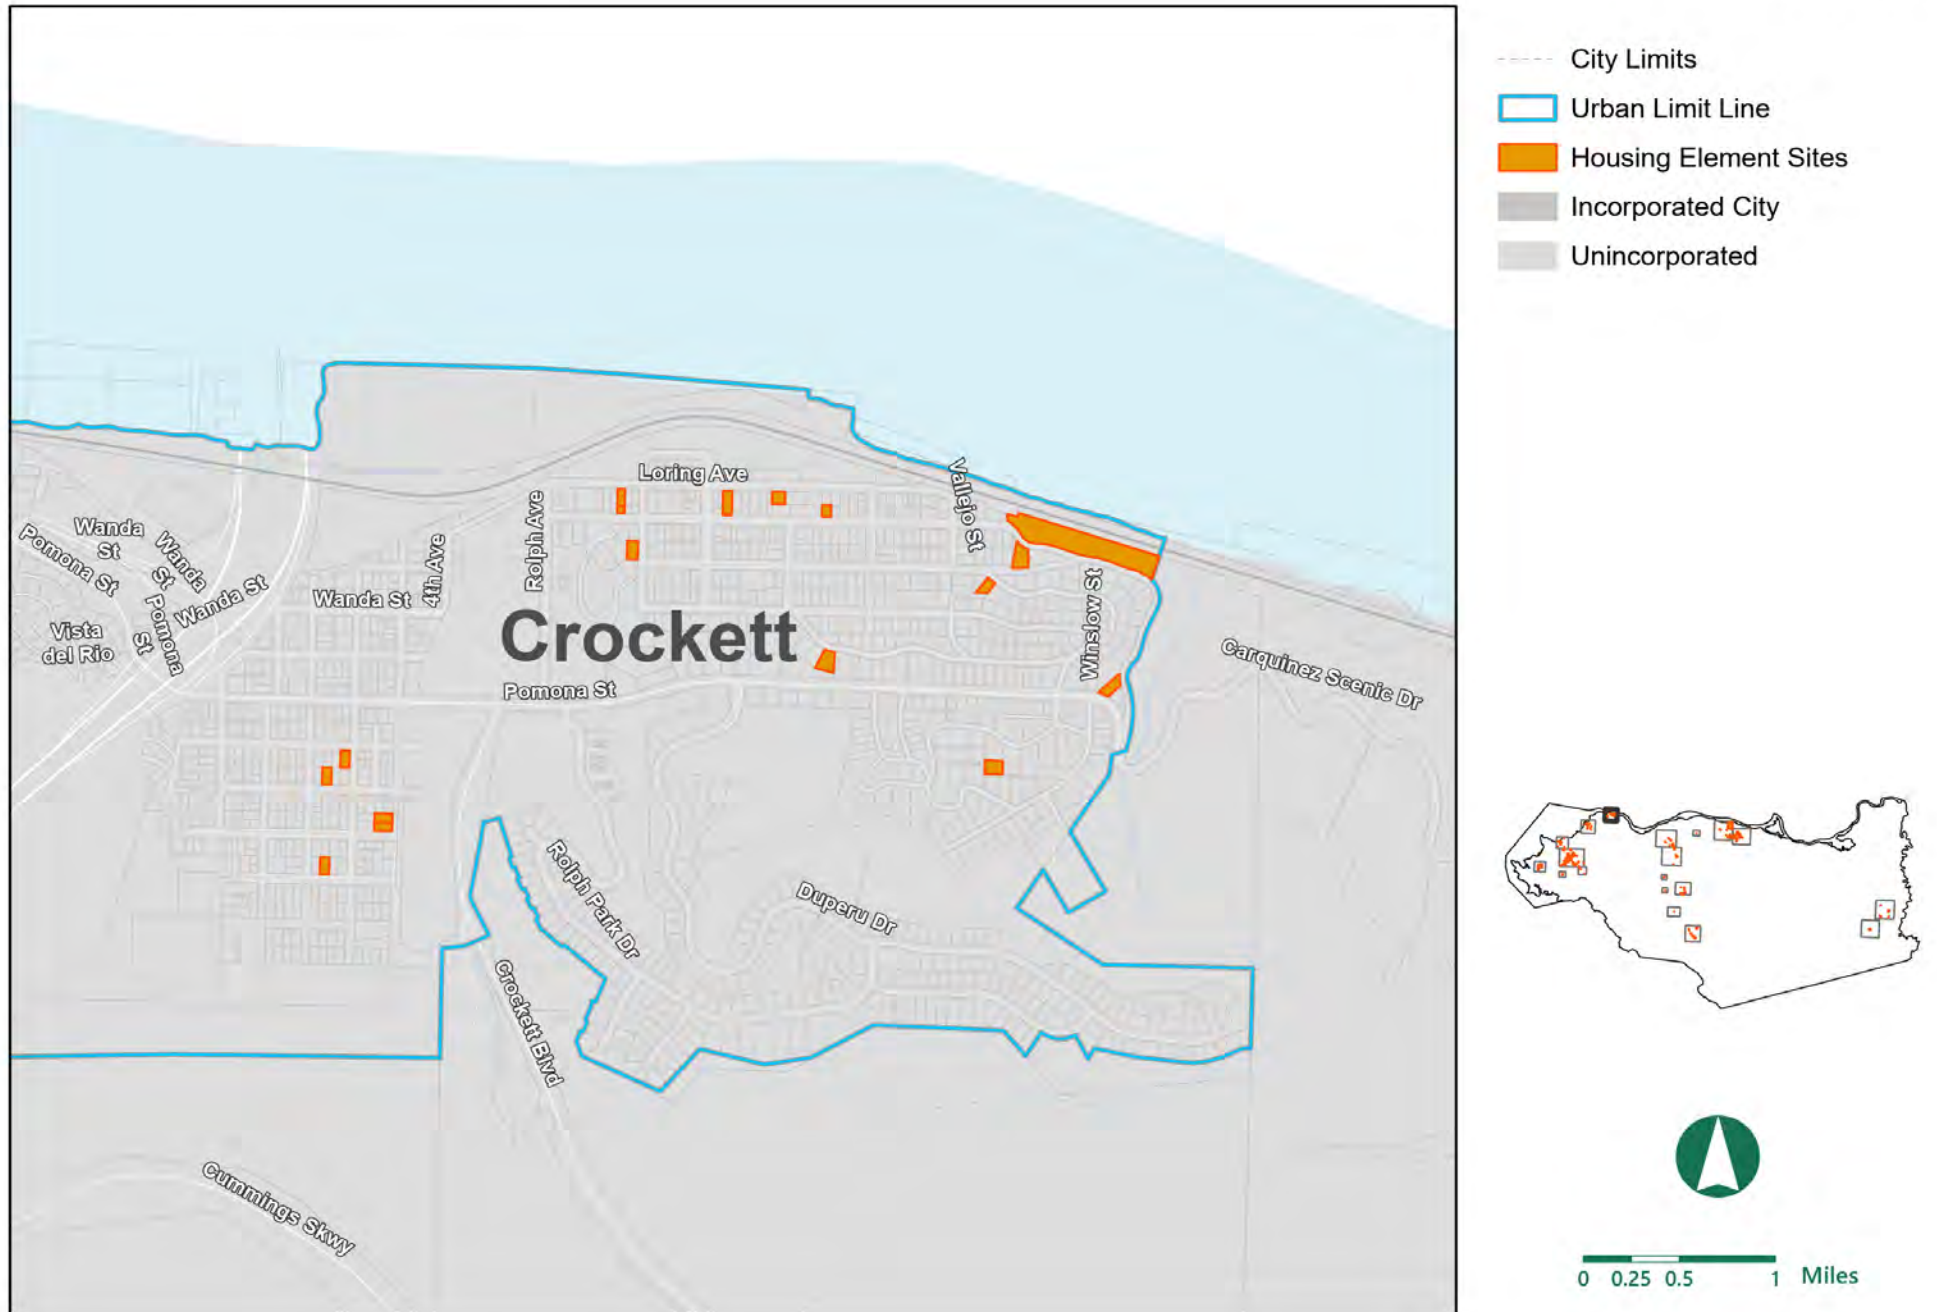 City Limits
Urban Limit Line
Housing Element Sites
Incorporated City
Unincorporated
Loring Ave
Vallejo St
Rolph Ave
4th Ave
Wanda
St
Wanda
St
Pomona St
Wanda St
Wanda St
Pomona
St
Vista
del Rio
Crockett
Winslow St
Carquinez Scenic Dr
Pomona St
Rolph Park Dr
Duperu Dr
Crockett Blvd
Cummings Skwy
0 0.25 0.5 1 Miles